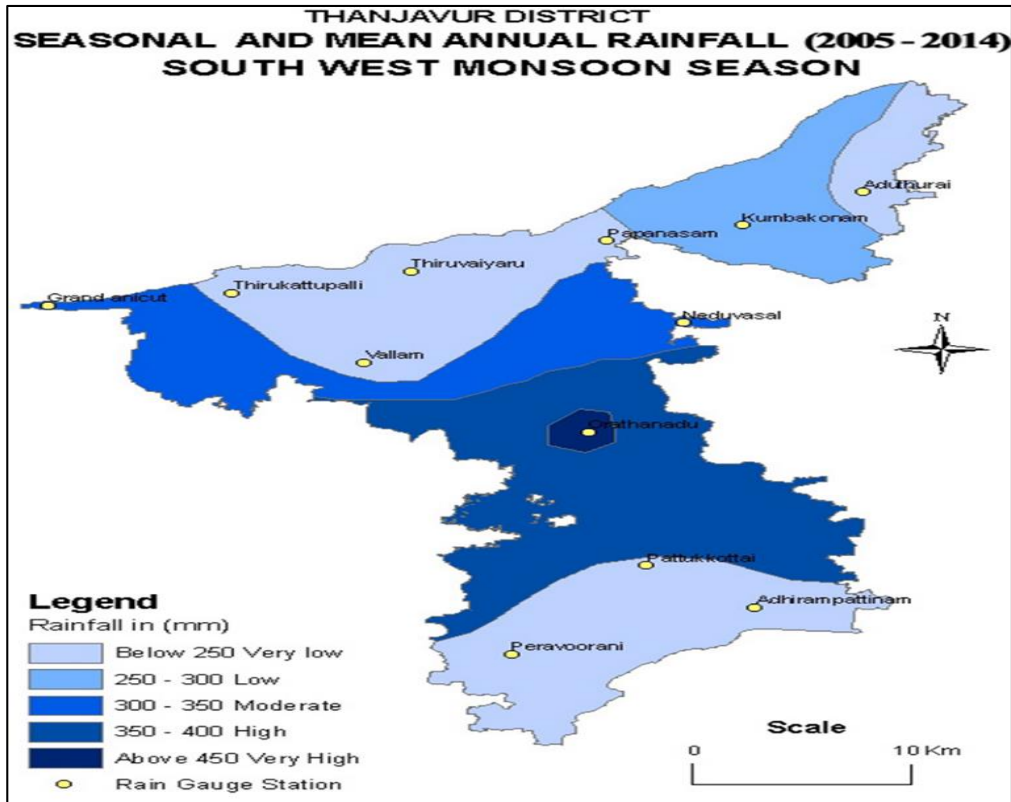 THANJAVUR DISTRICT
SEASONAL AND MEAN ANNUAL RAINFALL (2005 - 2014)
SOUTH WEST MONSOON SEASON
Aduthurai
Kumbakonam
Papanasam
Thiruvaiyaru
Thirukattupalli
Grand anicut
Neduvasal
N
Vallam
Orathanadu
Pattukkottai
Adhirampattinam
Peravoorani
Legend
Rainfall in (mm)
Below 250 Very low
250 - 300 Low
300 - 350 Moderate
350 - 400 High
Above 450 Very High
Rain Gauge Station
Scale
0 10 Km